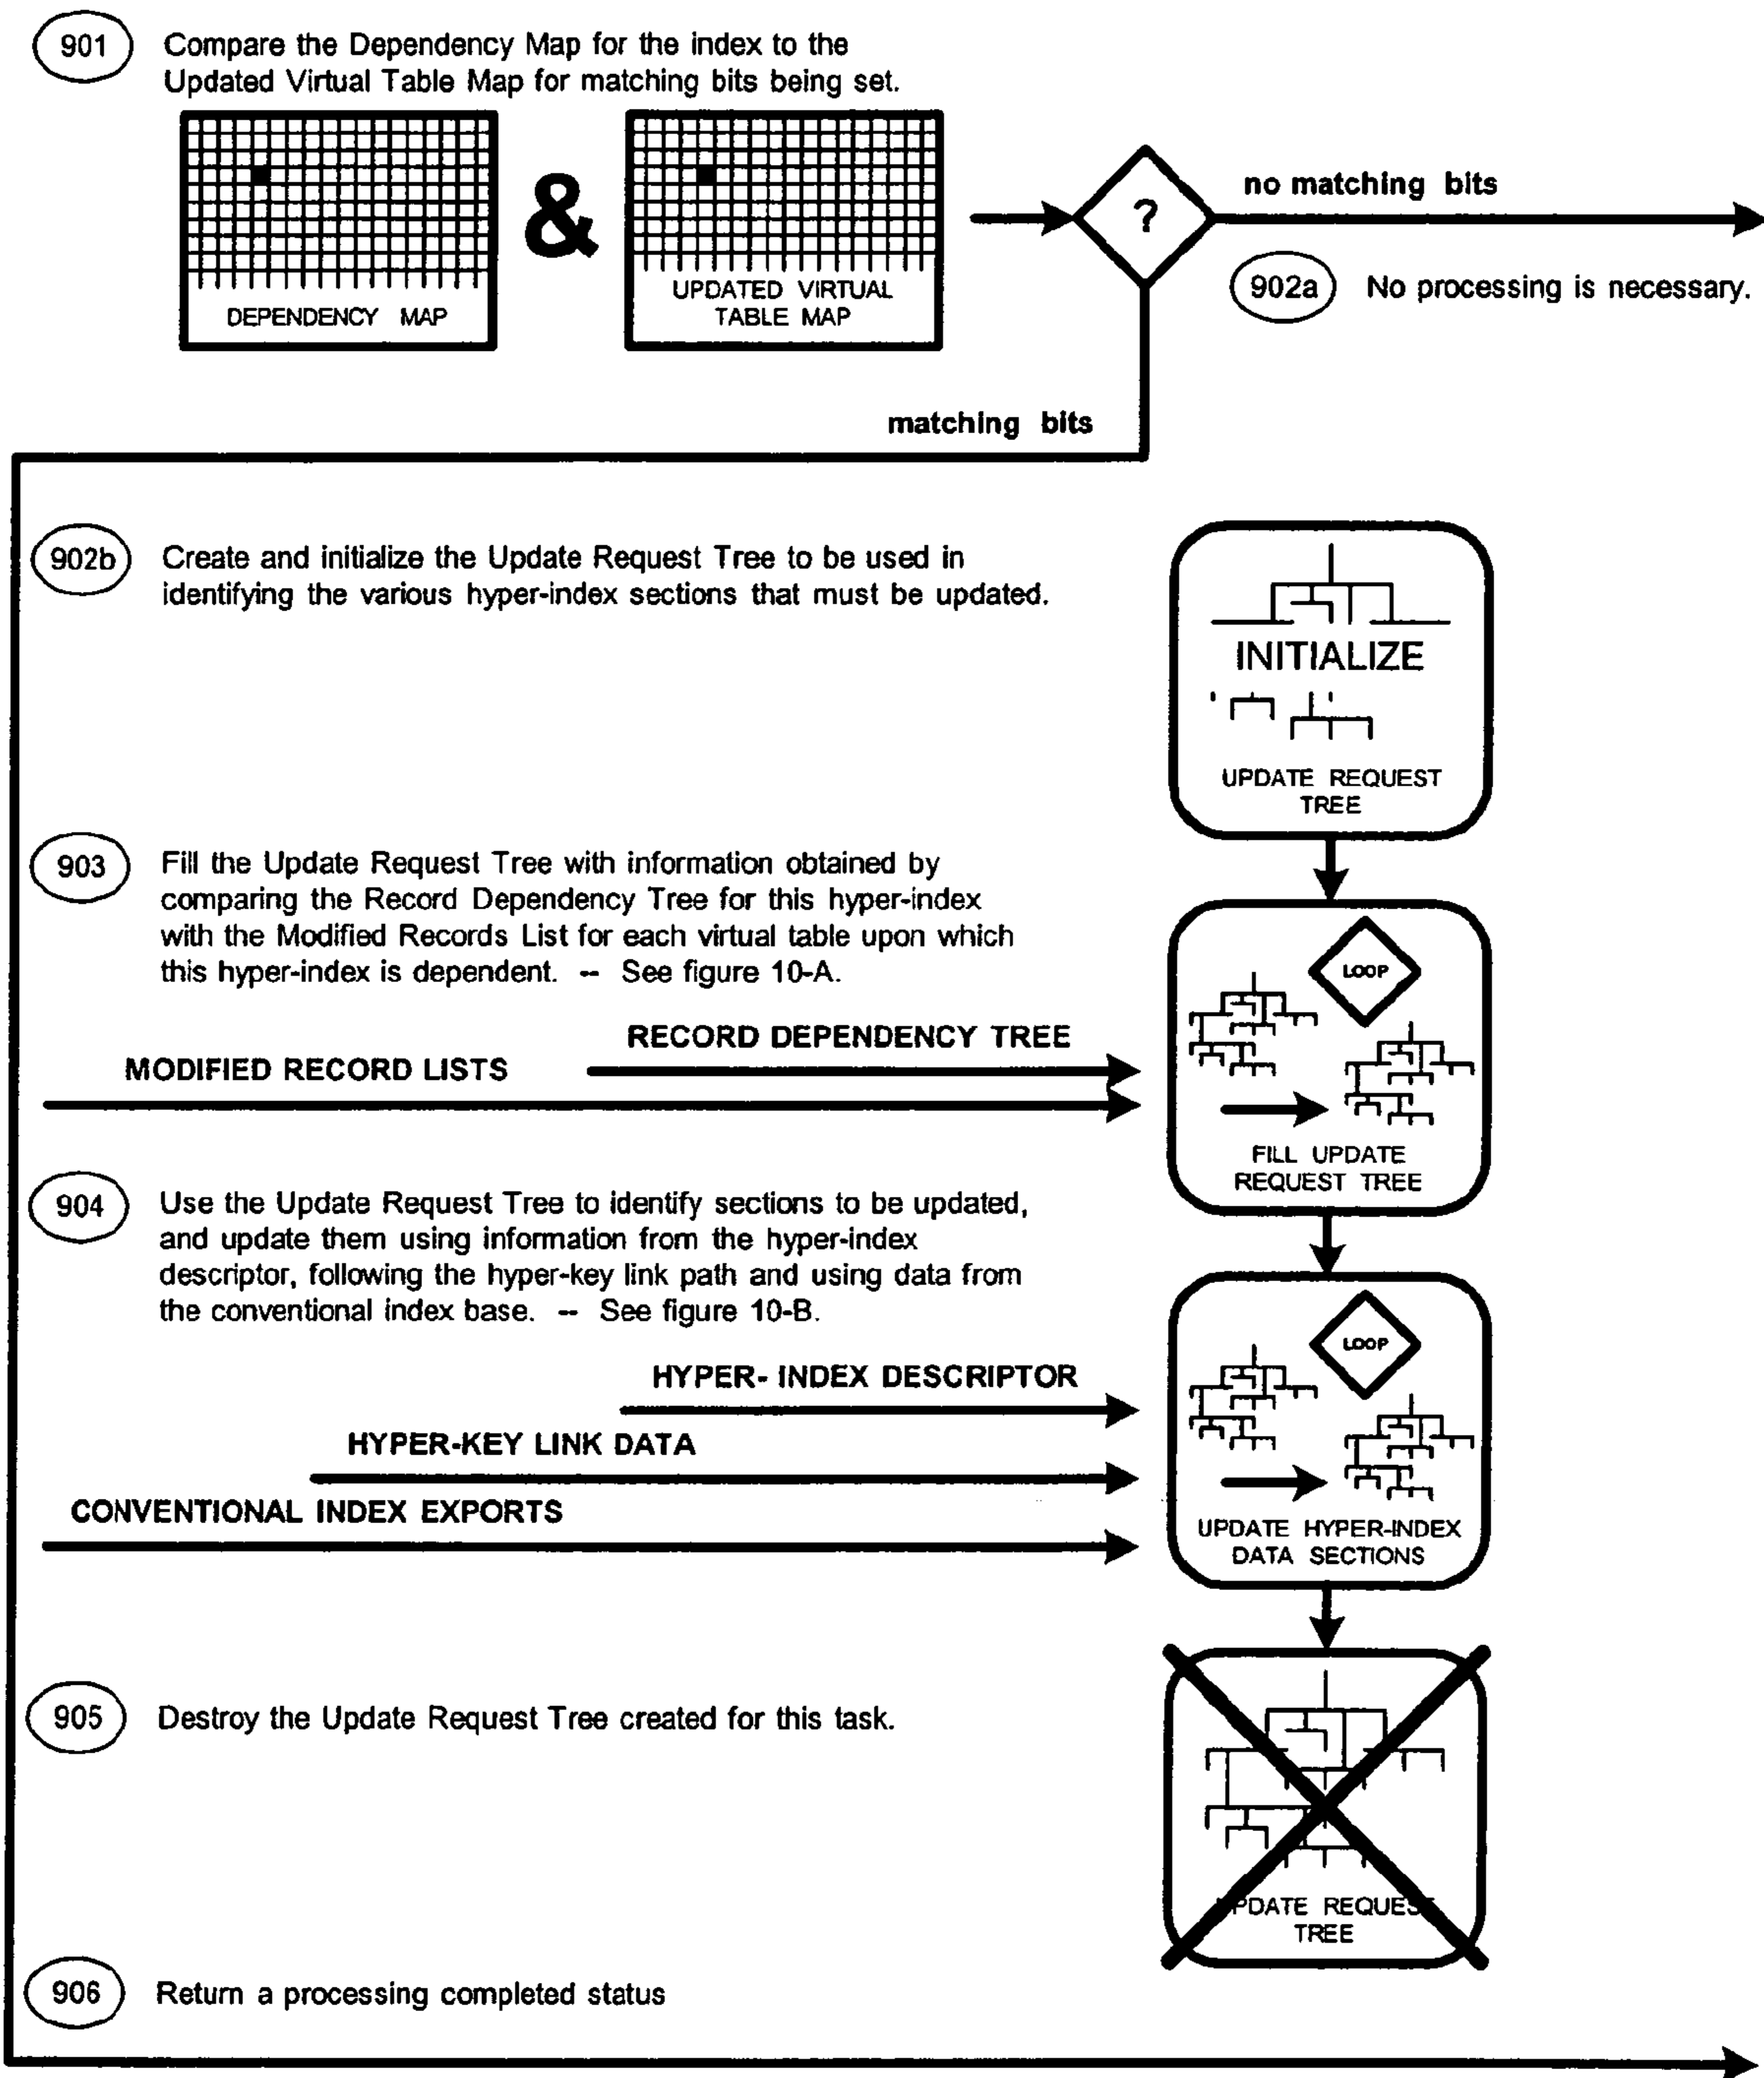 901 Compare the Dependency Map for the index to the
Updated Virtual Table Map for matching bits being set.
DEPENDENCY MAP
&
UPDATED VIRTUAL
TABLE MAP
?
no matching bits
902a No processing is necessary.
matching bits
902b Create and initialize the Update Request Tree to be used in
identifying the various hyper-index sections that must be updated.
INITIALIZE
UPDATE REQUEST
TREE
903 Fill the Update Request Tree with information obtained by
comparing the Record Dependency Tree for this hyper-index
with the Modified Records List for each virtual table upon which
this hyper-index is dependent. -- See figure 10-A.
RECORD DEPENDENCY TREE
MODIFIED RECORD LISTS
LOOP
FILL UPDATE
REQUEST TREE
904 Use the Update Request Tree to identify sections to be updated,
and update them using information from the hyper-index
descriptor, following the hyper-key link path and using data from
the conventional index base. -- See figure 10-B.
HYPER- INDEX DESCRIPTOR
HYPER-KEY LINK DATA
CONVENTIONAL INDEX EXPORTS
LOOP
UPDATE HYPER-INDEX
DATA SECTIONS
905 Destroy the Update Request Tree created for this task.
UPDATE REQUEST
TREE
906 Return a processing completed status